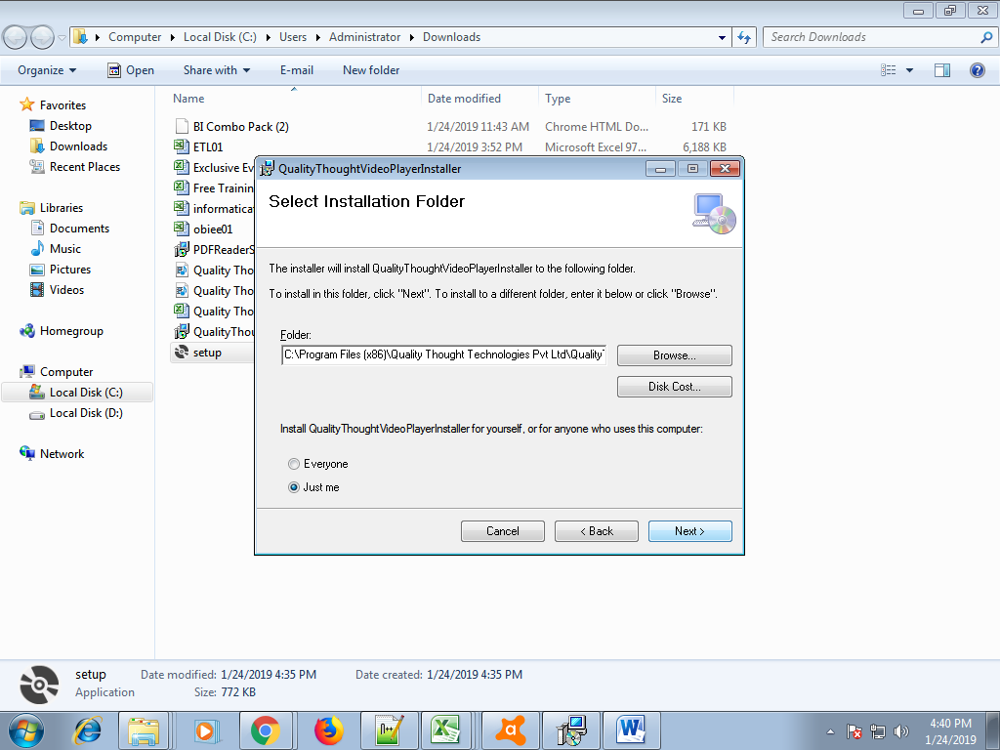 Computer Local Disk (C:) Users Administrator Downloads
Search Downloads
Organize Open Share with E-mail New folder
Name Date modified Type Size
Favorites
Desktop
Downloads
Recent Places
Libraries
Documents
Music
Pictures
Videos
Homegroup
Computer
Local Disk (C:)
Local Disk (D:)
Network
BI Combo Pack (2) 1/24/2019 11:43 AM Chrome HTML Do... 171 KB
ETL01 1/24/2019 3:52 PM Microsoft Excel 97... 6,188 KB
Exclusive Ev
Free Trainin
informatica
obiee01
PDFReaderS
Quality Tho
Quality Tho
Quality Tho
QualityThou
setup
QualityThoughtVideoPlayerInstaller
Select Installation Folder
The installer will install QualityThoughtVideoPlayerInstaller to the following folder.
To install in this folder, click "Next". To install to a different folder, enter it below or click "Browse".
Folder:
C:\Program Files (x86)\Quality Thought Technologies Pvt Ltd\Quality
Browse...
Disk Cost...
Install QualityThoughtVideoPlayerInstaller for yourself, or for anyone who uses this computer:
Everyone
Just me
Cancel < Back Next >
setup Date modified: 1/24/2019 4:35 PM Date created: 1/24/2019 4:35 PM
Application Size: 772 KB
4:40 PM
1/24/2019